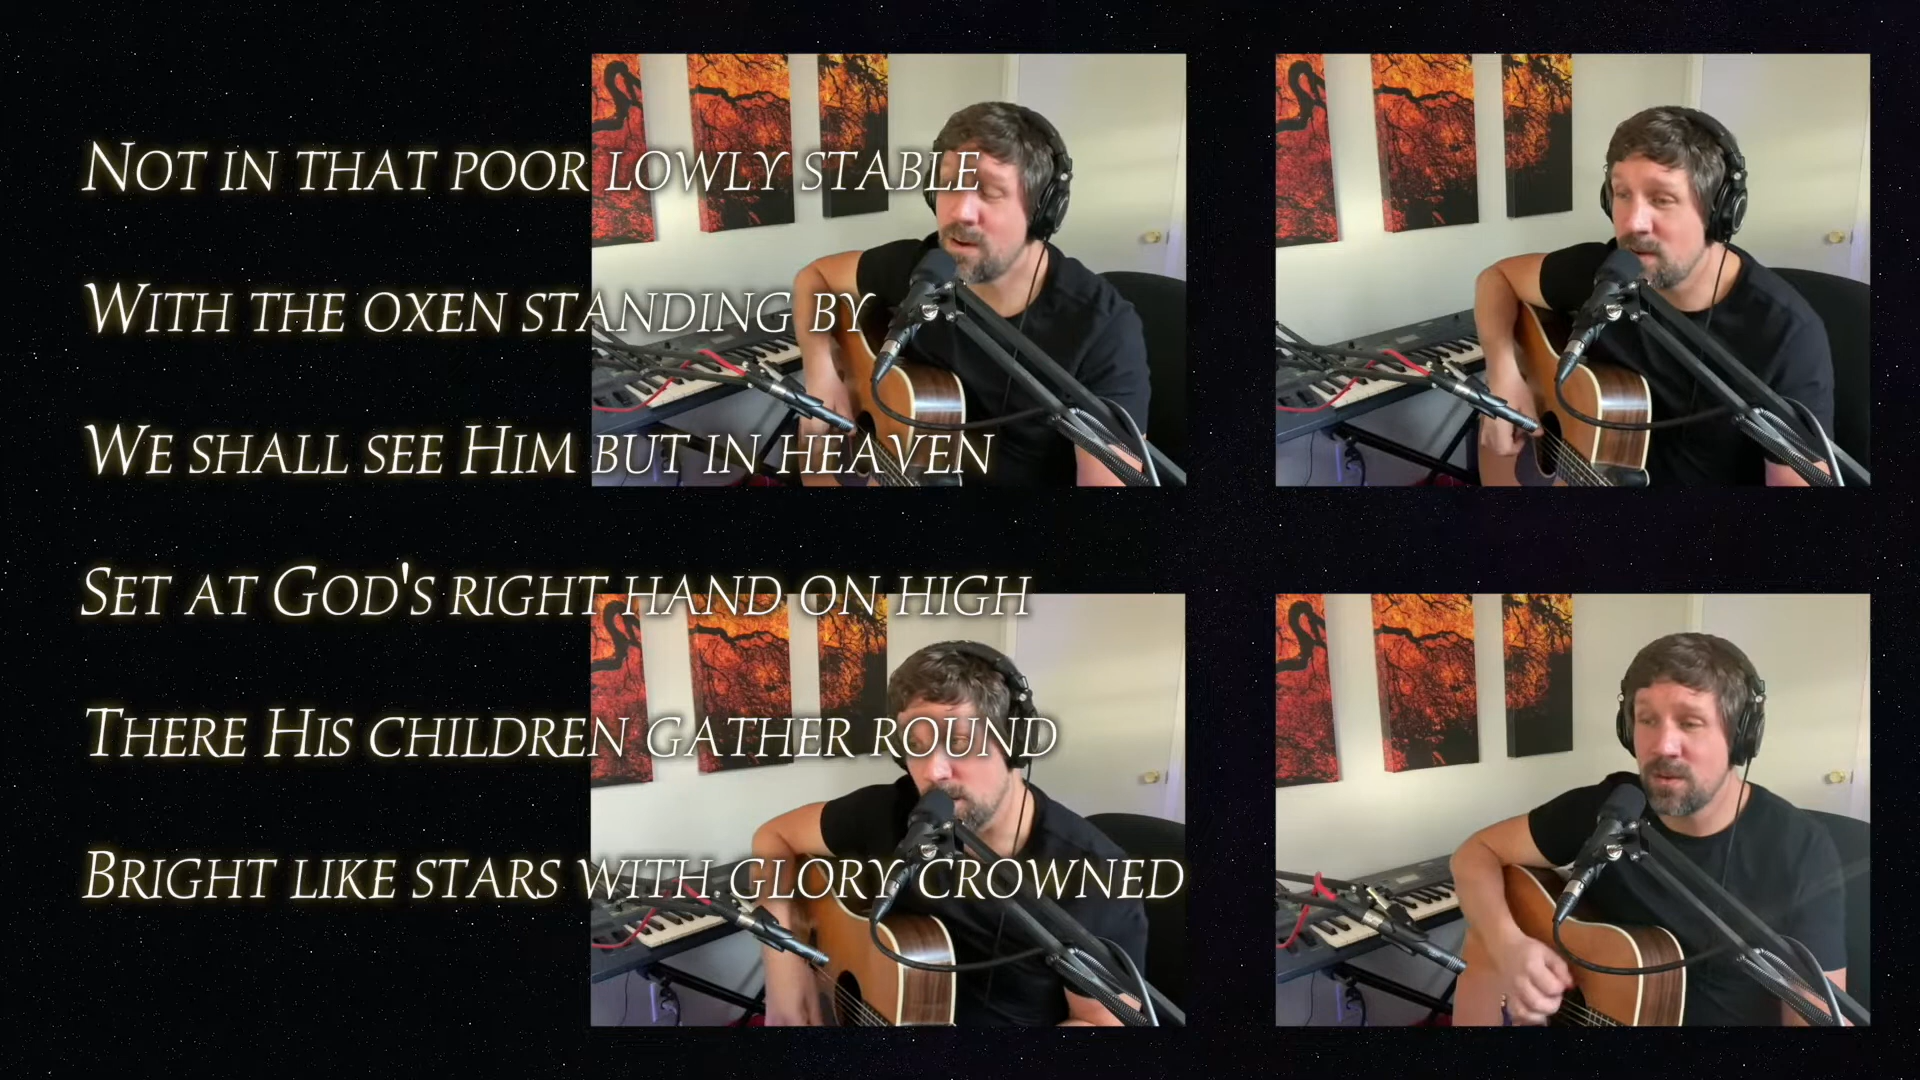 Not in that poor lowly stable
With the oxen standing by
We shall see Him but in heaven
Set at God's right hand on high
There His children gather round
Bright like stars with glory crowned